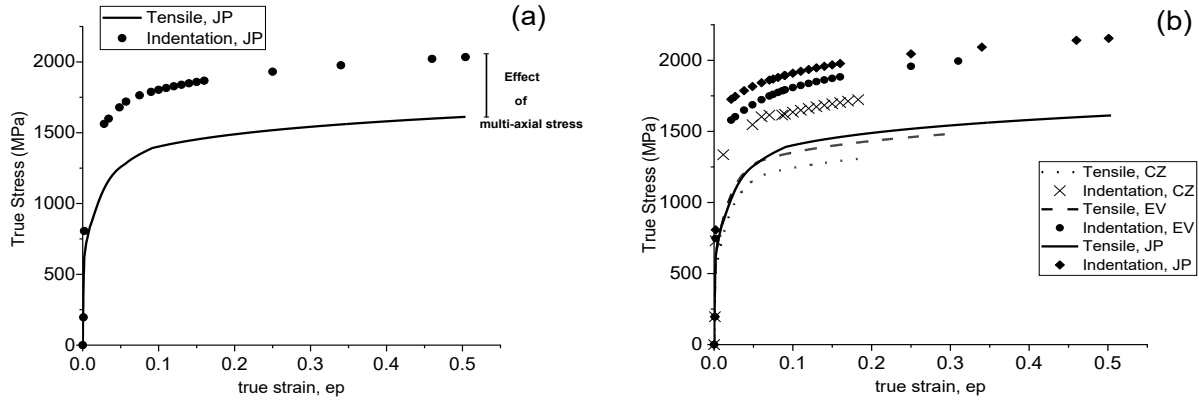 (a)
Tensile, JP
Indentation, JP
2000
1500
1000
500
0
True Stress (MPa)
0.0 0.1 0.2 0.3 0.4 0.5
true strain, ep
Effect
of
multi-axial stress
(b)
2000
1500
1000
500
0
True Stress (MPa)
0.0 0.1 0.2 0.3 0.4 0.5
true strain, ep
Tensile, CZ
Indentation, CZ
Tensile, EV
Indentation, EV
Tensile, JP
Indentation, JP